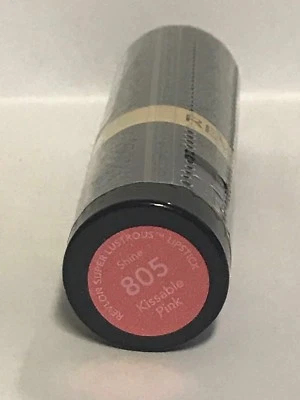 REVLON SUPER LUSTROUS™ LIPSTICK
Shine
805
Kissable
Pink